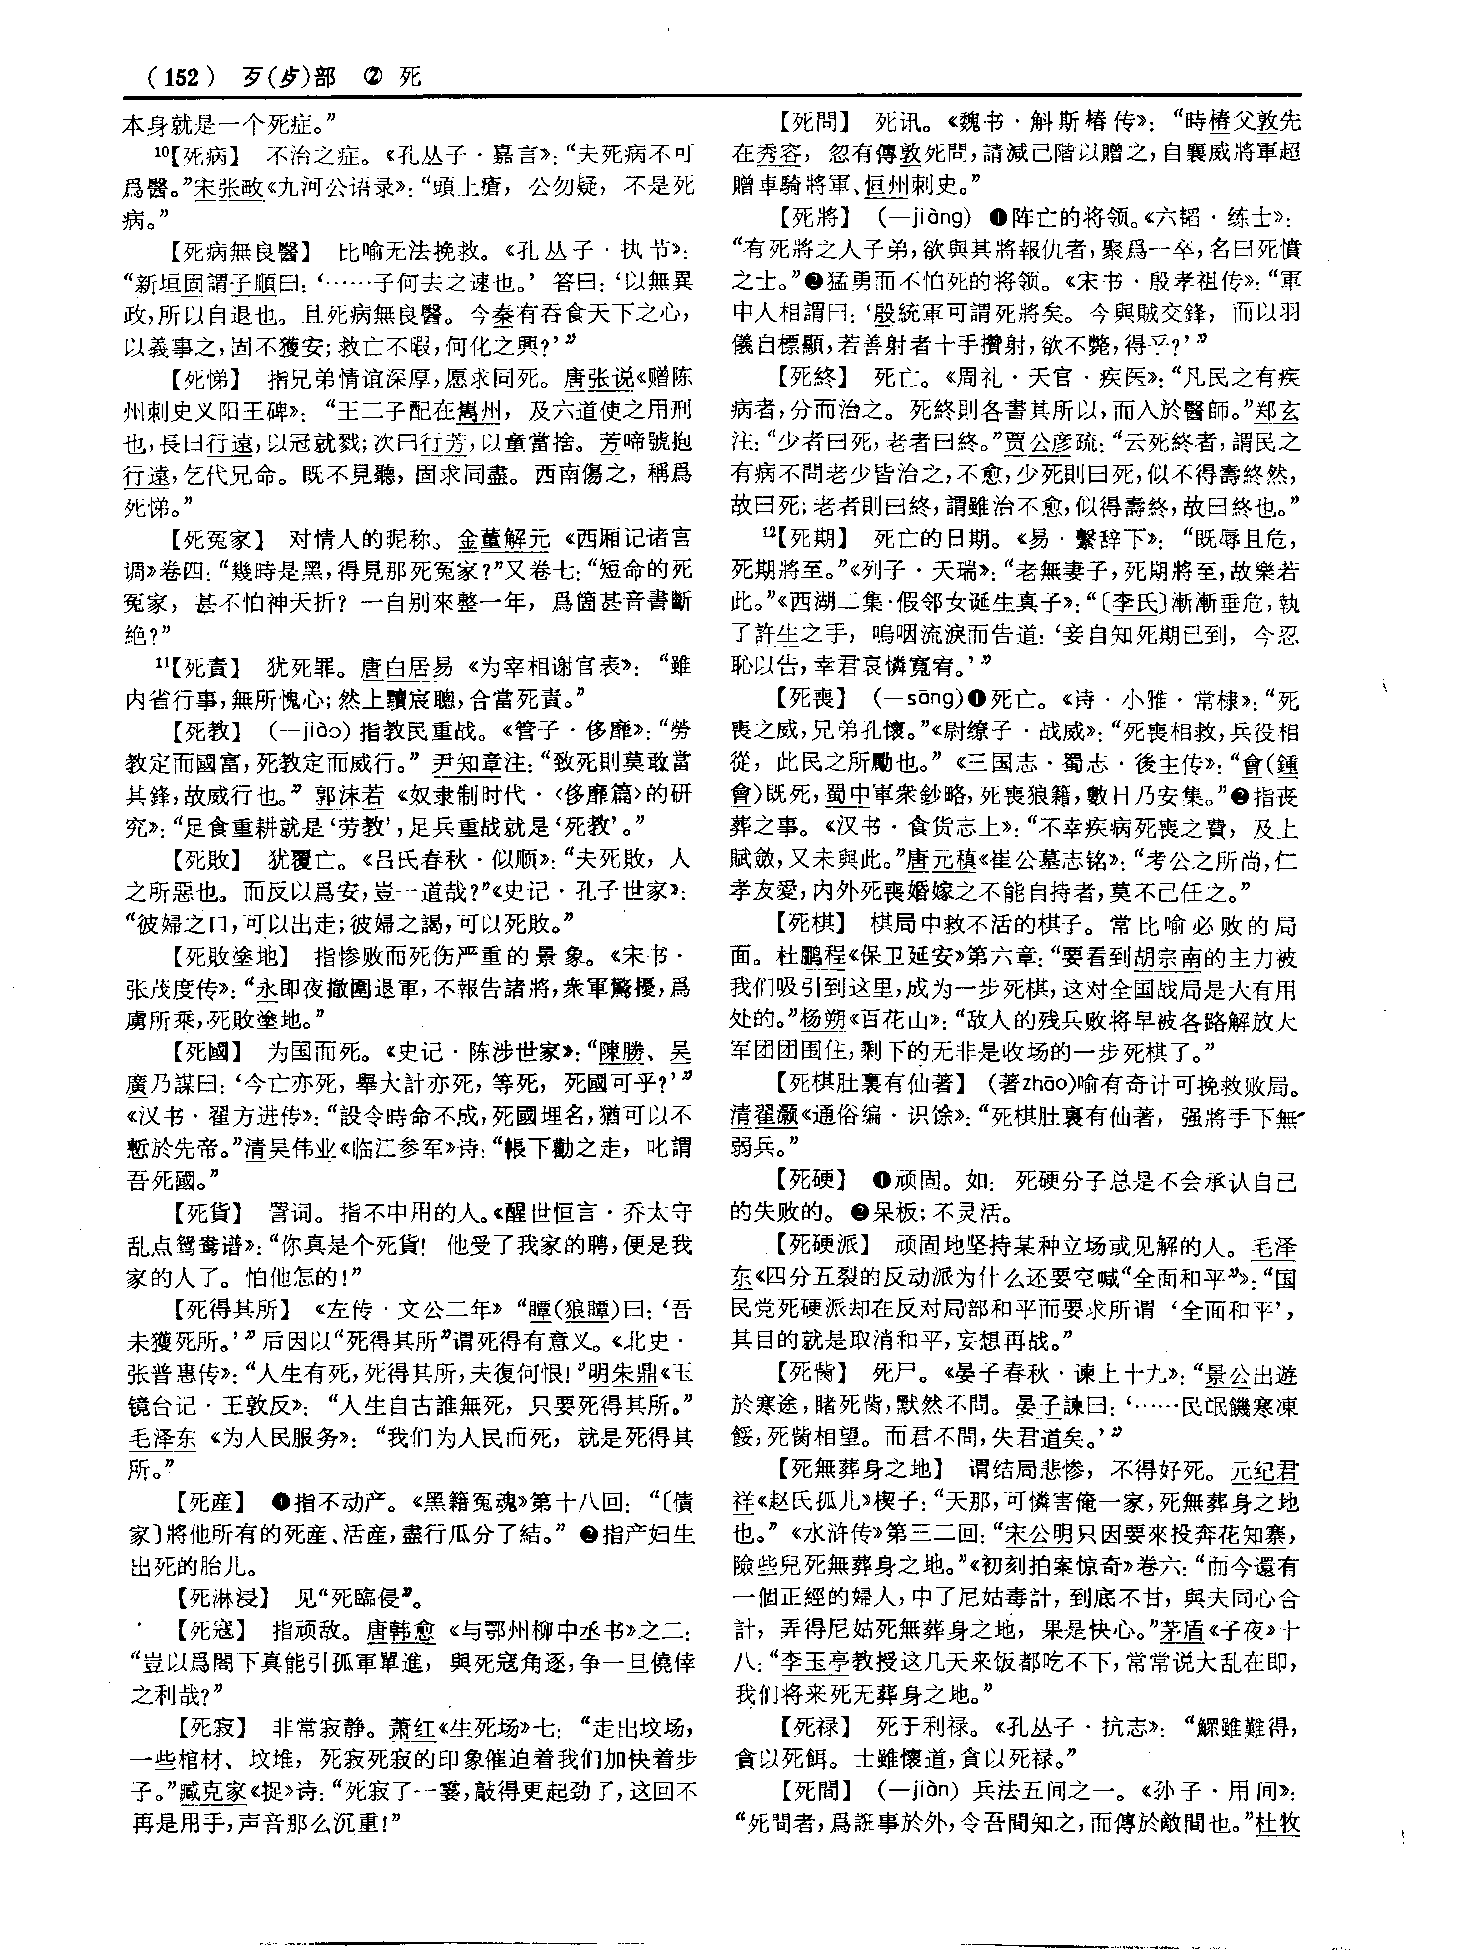 （152） 歹(歺)部 ② 死
本身就是一个死症。”
10【死病】 不治之症。《孔丛子·嘉言》：“夫死病不可
爲醫。”宋张政《九河公语录》：“頭上瘡，公勿疑，不是死
病。”
【死病無良醫】 比喻无法挽救。《孔丛子·执节》：
“新垣固謂子順曰：‘……子何去之速也。’答曰：‘以無異
政，所以自退也。且死病無良醫。今秦有吞食天下之心，
以義事之，固不獲安；救亡不暇，何化之興？’”
【死悌】 指兄弟情谊深厚，愿求同死。唐张说《赠陈
州刺史义阳王碑》：“王二子配在巂州，及六道使之用刑
也，長曰行遠，以冠就戮；次曰行芳，以童當捨。芳啼號抱
行遠，乞代兄命。既不見聽，固求同盡。西南傷之，稱爲
死悌。”
【死冤家】 对情人的昵称。金董解元《西厢记诸宫
调》卷四：“幾時是黑，得見那死冤家？”又卷七：“短命的死
冤家，甚不怕神夭折？一自别來整一年，爲箇甚音書斷
絶？”
11【死責】 犹死罪。唐白居易《为宰相谢官表》：“雖
内省行事，無所愧心；然上黷宸聰，合當死責。”
【死教】 (—jiào) 指教民重战。《管子·侈靡》：“勞
教定而國富，死教定而威行。”尹知章注：“致死則莫敢當
其鋒，故威行也。”郭沫若《奴隶制时代·〈侈靡篇〉的研
究》：“足食重耕就是‘劳教’，足兵重战就是‘死教’。”
【死敗】 犹覆亡。《吕氏春秋·似顺》：“夫死敗，人
之所惡也。而反以爲安，豈一道哉？”《史记·孔子世家》：
“彼婦之口，可以出走；彼婦之謁，可以死敗。”
【死敗塗地】 指惨败而死伤严重的景象。《宋书·
张茂度传》：“永即夜撤圍退軍，不報告諸將，衆軍驚擾，爲
虜所乘，死敗塗地。”
【死國】 为国而死。《史记·陈涉世家》：“陳勝、吴
廣乃謀曰：‘今亡亦死，舉大計亦死，等死，死國可乎？’”
《汉书·翟方进传》：“設令時命不成，死國埋名，猶可以不
慙於先帝。”清吴伟业《临江参军》诗：“帳下勸之走，叱謂
吾死國。”
【死貨】 詈词。指不中用的人。《醒世恒言·乔太守
乱点鸳鸯谱》：“你真是个死貨！他受了我家的聘，便是我
家的人了。怕他怎的！”
【死得其所】 《左传·文公二年》“瞫(狼瞫)曰：‘吾
未獲死所。’”后因以“死得其所”谓死得有意义。《北史·
张普惠传》：“人生有死，死得其所，夫復何恨！”明朱鼎《玉
镜台记·王敦反》：“人生自古誰無死，只要死得其所。”
毛泽东《为人民服务》：“我们为人民而死，就是死得其
所。”
【死産】 ❶指不动产。《黑籍冤魂》第十八回：“〔債
家〕將他所有的死產、活産，盡行瓜分了結。” ❷指产妇生
出死的胎儿。
【死淋浸】 见“死臨侵”。
【死寇】 指顽敌。唐韩愈《与鄂州柳中丞书》之二：
“豈以爲閣下真能引孤軍單進，與死寇角逐，争一旦僥倖
之利哉？”
【死寂】 非常寂静。萧红《生死场》七：“走出坟场，
一些棺材、坟堆，死寂死寂的印象催迫着我们加快着步
子。”臧克家《捉》诗：“死寂了一霎，敲得更起劲了，这回不
再是用手，声音那么沉重！”
【死問】 死讯。《魏书·斛斯椿传》：“時椿父敦先
在秀容，忽有傳敦死問，請減己階以贈之，自襄威將軍超
贈車騎將軍、恒州刺史。”
【死將】 (—jiàng) ❶阵亡的将领。《六韬·练士》：
“有死將之人子弟，欲與其將報仇者，聚爲一卒，名曰死憤
之士。”❷猛勇而不怕死的将领。《宋书·殷孝祖传》：“軍
中人相謂曰：‘殷統軍可謂死將矣。今與賊交鋒，而以羽
儀自標顯，若善射者十手攢射，欲不斃，得乎？’”
【死終】 死亡。《周礼·天官·疾医》：“凡民之有疾
病者，分而治之。死終則各書其所以，而入於醫師。”郑玄
注：“少者曰死，老者曰終。”贾公彦疏：“云死終者，謂民之
有病不問老少皆治之，不愈，少死則曰死，似不得壽終然，
故曰死；老者則曰終，謂雖治不愈，似得壽終，故曰終也。”
12【死期】 死亡的日期。《易·繫辞下》：“既辱且危，
死期將至。”《列子·天瑞》：“老無妻子，死期將至，故樂若
此。”《西湖二集·假邻女诞生真子》：“〔李氏〕漸漸垂危，執
了許生之手，嗚咽流淚而告道：‘妾自知死期已到，今忍
恥以告，幸君哀憐寬宥。’”
【死喪】 (—sāng)❶死亡。《诗·小雅·常棣》：“死
喪之威，兄弟孔懷。”《尉缭子·战威》：“死喪相救，兵役相
從，此民之所勵也。”《三国志·蜀志·後主传》：“會(鍾
會)既死，蜀中軍衆鈔略，死喪狼籍，數日乃安集。”❷指丧
葬之事。《汉书·食货志上》：“不幸疾病死喪之費，及上
賦斂，又未與此。”唐元稹《崔公墓志铭》：“考公之所尚，仁
孝友愛，内外死喪婚嫁之不能自持者，莫不己任之。”
【死棋】 棋局中救不活的棋子。常比喻必败的局
面。杜鹏程《保卫延安》第六章：“要看到胡宗南的主力被
我们吸引到这里，成为一步死棋，这对全国战局是大有用
处的。”杨朔《百花山》：“敌人的残兵败将早被各路解放大
军团团围住，剩下的无非是收场的一步死棋了。”
【死棋肚裏有仙著】 (著zhāo)喻有奇计可挽救败局。
清翟灏《通俗编·识馀》：“死棋肚裏有仙著，强將手下無
弱兵。”
【死硬】 ❶顽固。如：死硬分子总是不会承认自己
的失败的。 ❷呆板；不灵活。
【死硬派】 顽固地坚持某种立场或见解的人。毛泽
东《四分五裂的反动派为什么还要空喊“全面和平”》：“国
民党死硬派却在反对局部和平而要求所谓‘全面和平’，
其目的就是取消和平，妄想再战。”
【死胔】 死尸。《晏子春秋·谏上十九》：“景公出遊
於寒途，睹死胔，默然不問。晏子諫曰：‘……民氓饑寒凍
餒，死胔相望。而君不問，失君道矣。’”
【死無葬身之地】 谓结局悲惨，不得好死。元纪君
祥《赵氏孤儿》楔子：“天那，可憐害俺一家，死無葬身之地
也。”《水浒传》第三二回：“宋公明只因要來投奔花知寨，
險些兒死無葬身之地。”《初刻拍案惊奇》卷六：“而今還有
一個正經的婦人，中了尼姑毒計，到底不甘，與夫同心合
計，弄得尼姑死無葬身之地，果是快心。”茅盾《子夜》十
八：“李玉亭教授这几天来饭都吃不下，常常说大乱在即，
我们将来死无葬身之地。”
【死禄】 死于利禄。《孔丛子·抗志》：“鰥雖難得，
貪以死餌。士雖懷道，貪以死禄。”
【死間】 (—jiàn) 兵法五间之一。《孙子·用间》：
“死間者，爲誑事於外，令吾間知之，而傳於敵間也。”杜牧